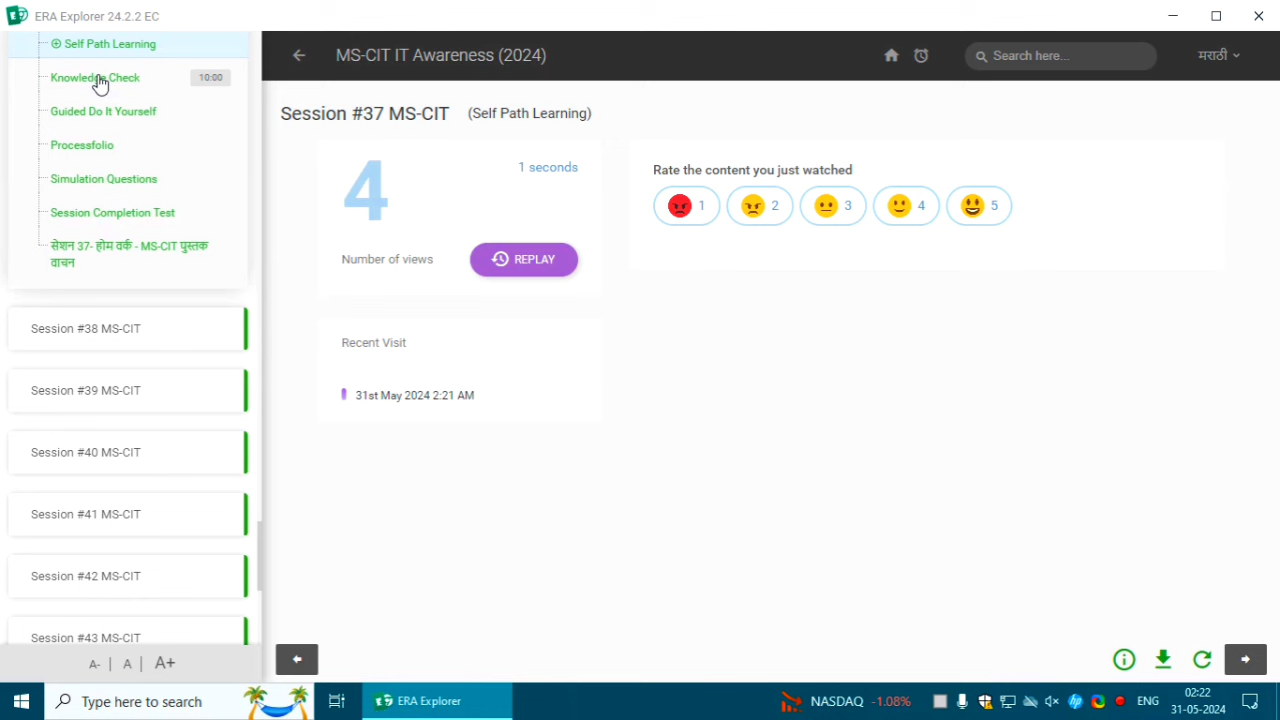 ERA Explorer 24.2.2 EC
Self Path Learning
Knowledge Check 10:00
Guided Do It Yourself
Processfolio
Simulation Questions
Session Completion Test
सेशन 37- होम वर्क - MS-CIT पुस्तक
वाचन
Session #38 MS-CIT
Session #39 MS-CIT
Session #40 MS-CIT
Session #41 MS-CIT
Session #42 MS-CIT
Session #43 MS-CIT
A- | A | A+
MS-CIT IT Awareness (2024)
Search here...
मराठी
Session #37 MS-CIT (Self Path Learning)
4
1 seconds
Number of views
REPLAY
Rate the content you just watched
1 2 3 4 5
Recent Visit
31st May 2024 2:21 AM
Type here to search
ERA Explorer
NASDAQ -1.08%
ENG
02:22
31-05-2024